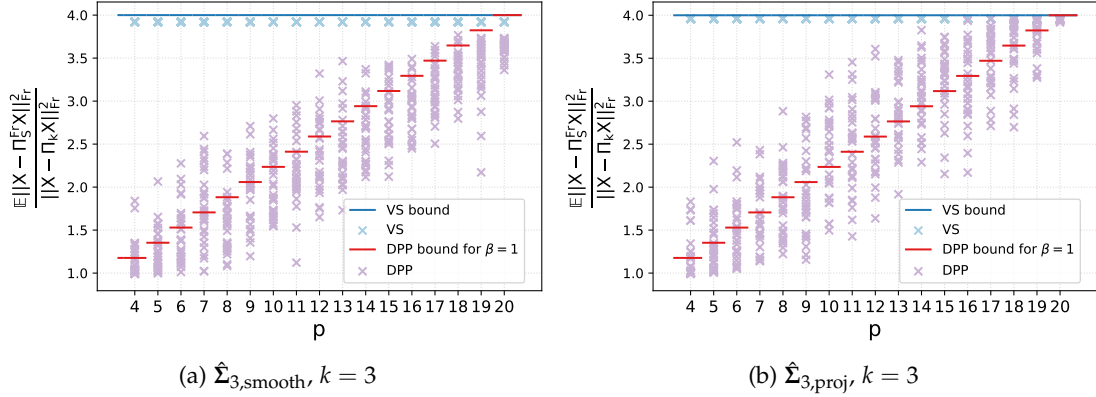 4.0
3.5
3.0
2.5
2.0
1.5
1.0
𝔼||X − Π_S^Fr X||²_Fr
||X − Π_k X||²_Fr
4 5 6 7 8 9 10 11 12 13 14 15 16 17 18 19 20
p
VS bound
VS
DPP bound for β = 1
DPP
(a) Σ̂₃,smooth, k = 3
4.0
3.5
3.0
2.5
2.0
1.5
1.0
𝔼||X − Π_S^Fr X||²_Fr
||X − Π_k X||²_Fr
4 5 6 7 8 9 10 11 12 13 14 15 16 17 18 19 20
p
VS bound
VS
DPP bound for β = 1
DPP
(b) Σ̂₃,proj, k = 3